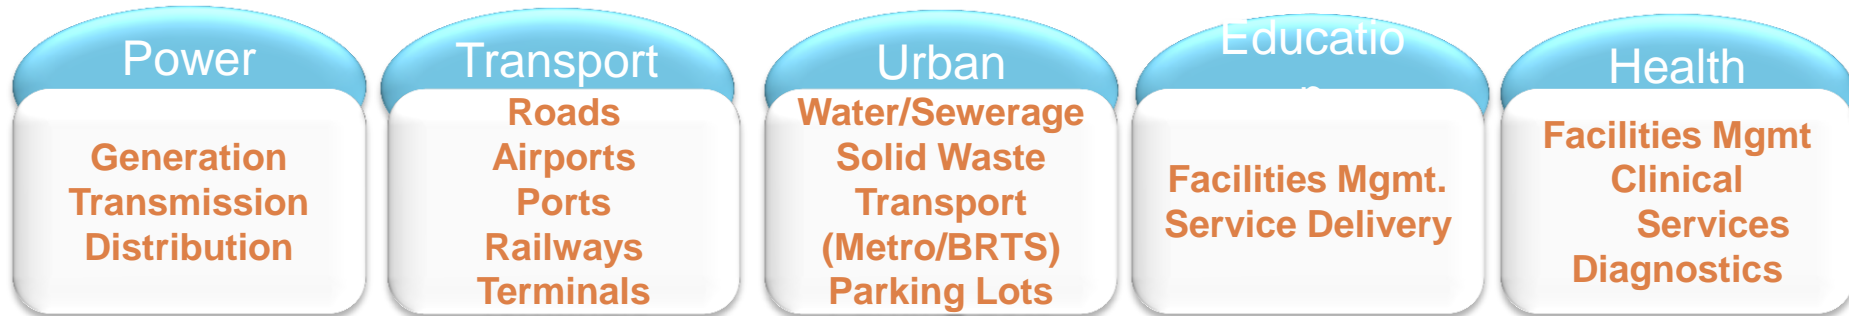 Power
Generation
Transmission
Distribution
Transport
Roads
Airports
Ports
Railways
Terminals
Urban
Water/Sewerage
Solid Waste
Transport
(Metro/BRTS)
Parking Lots
Educatio
n
Facilities Mgmt.
Service Delivery
Health
Facilities Mgmt
Clinical
Services
Diagnostics